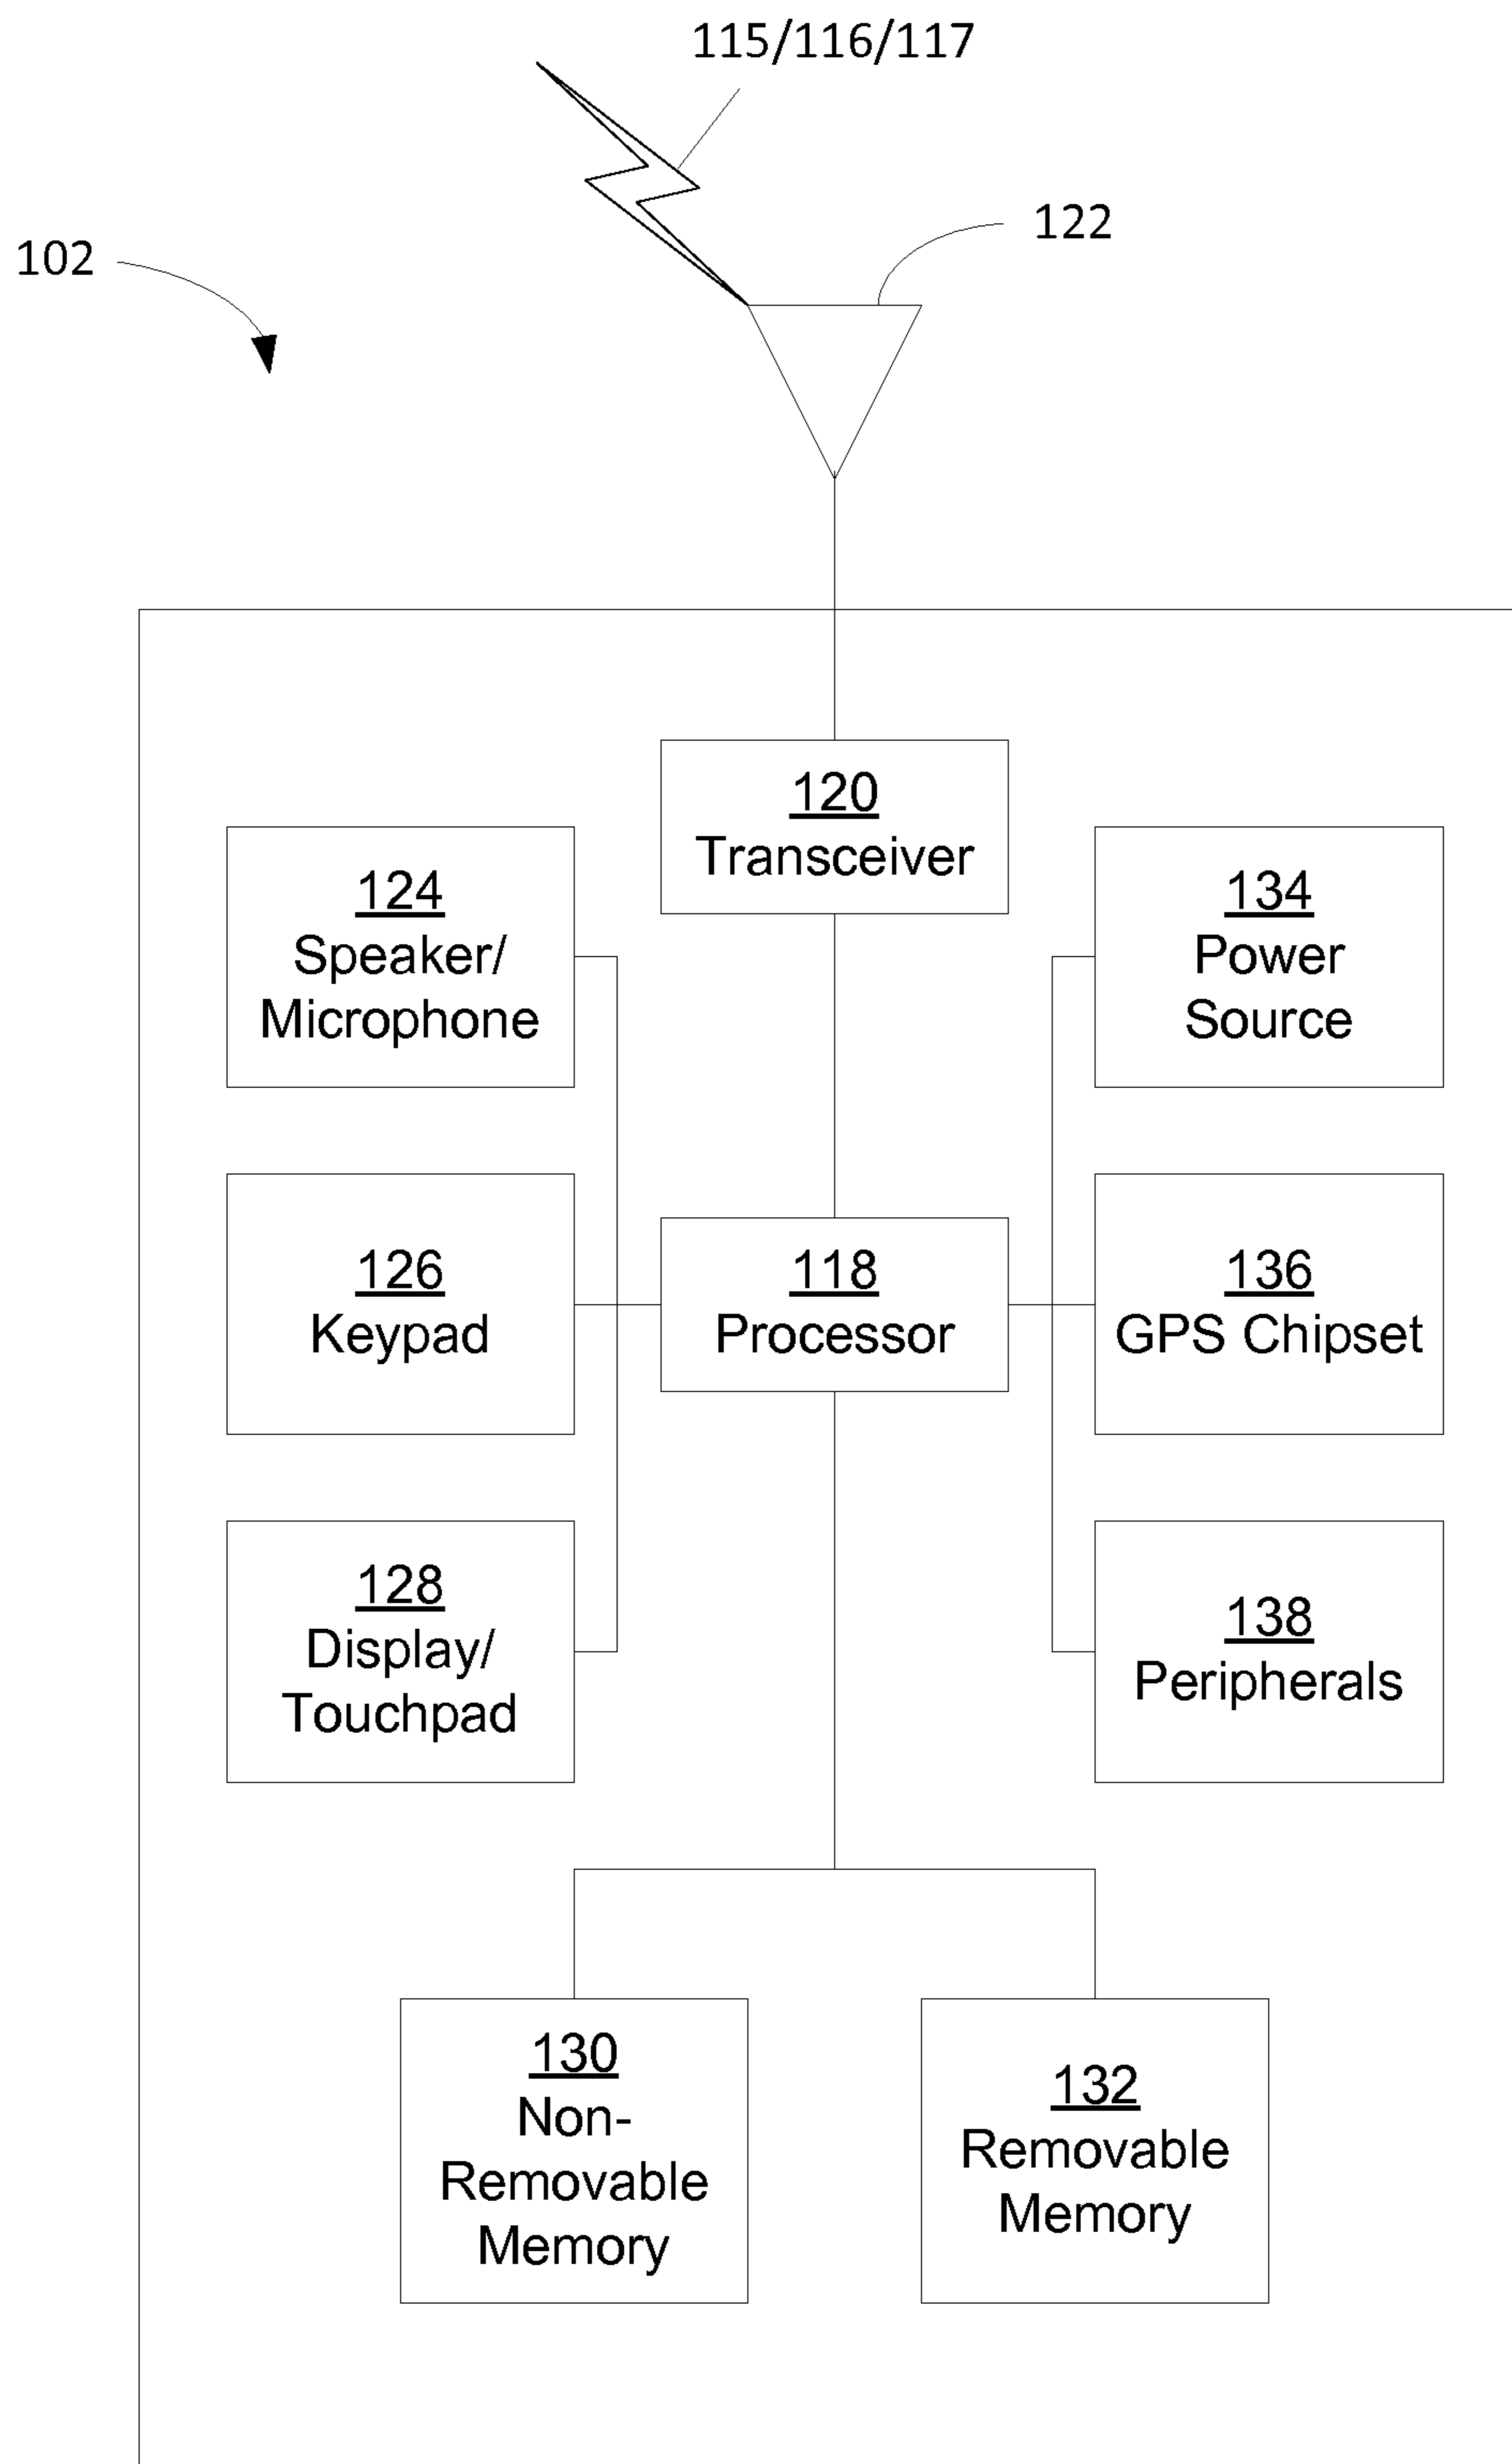 115/116/117
122
102
120
Transceiver
124
Speaker/
Microphone
134
Power
Source
126
Keypad
118
Processor
136
GPS Chipset
128
Display/
Touchpad
138
Peripherals
130
Non-
Removable
Memory
132
Removable
Memory